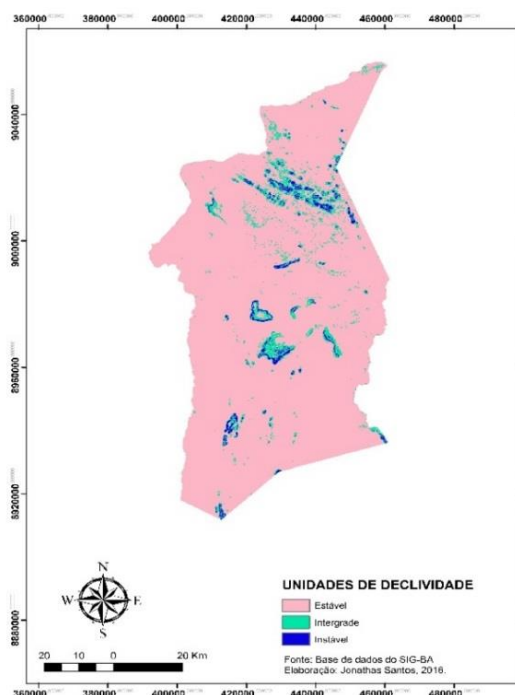 360000 380000 400000 420000 440000 460000 480000
9040000
9000000
8960000
8920000
8880000
N
W E
S
20 10 0 20 Km
UNIDADES DE DECLIVIDADE
Estável
Intergrade
Instável
Fonte: Base de dados do SIG-BA
Elaboração: Jonathas Santos, 2016.
360000 380000 400000 420000 440000 460000 480000